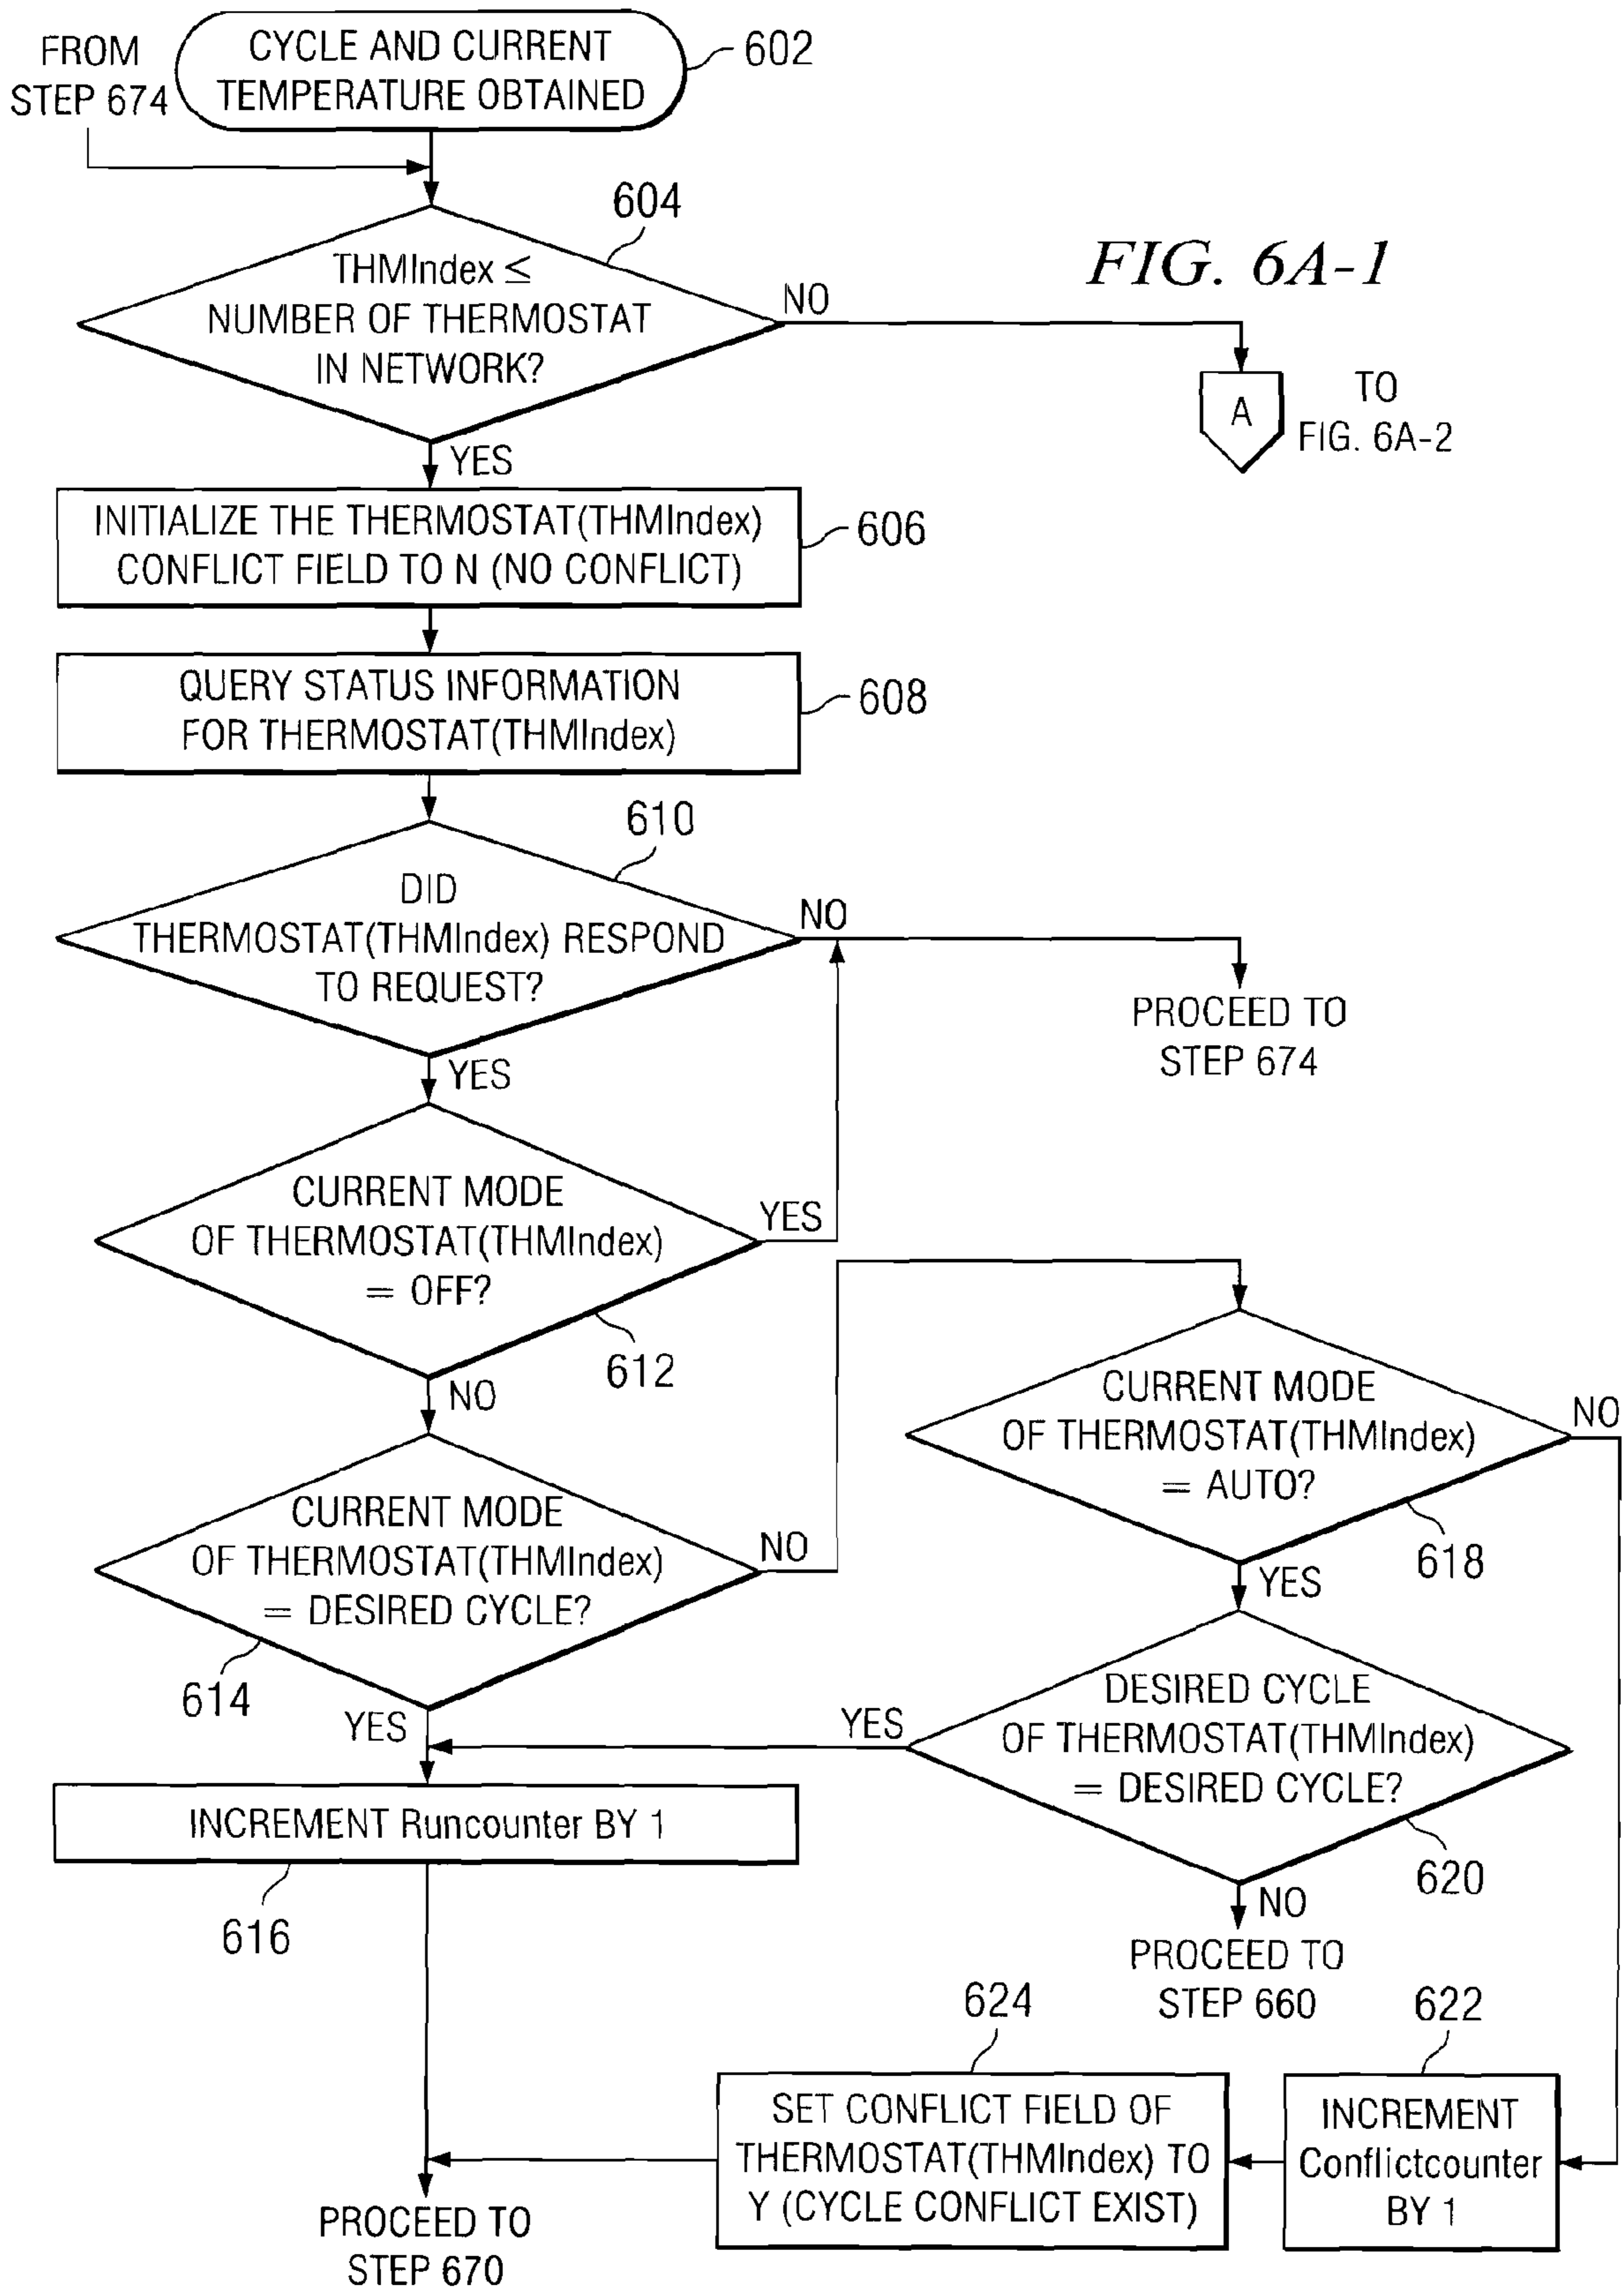 FROM
STEP 674
CYCLE AND CURRENT
TEMPERATURE OBTAINED
602
604
THMIndex ≤
NUMBER OF THERMOSTAT
IN NETWORK?
NO
FIG. 6A-1
A
TO
FIG. 6A-2
YES
INITIALIZE THE THERMOSTAT(THMIndex)
CONFLICT FIELD TO N (NO CONFLICT)
606
QUERY STATUS INFORMATION
FOR THERMOSTAT(THMIndex)
608
610
DID
THERMOSTAT(THMIndex) RESPOND
TO REQUEST?
NO
PROCEED TO
STEP 674
YES
CURRENT MODE
OF THERMOSTAT(THMIndex)
= OFF?
YES
612
NO
CURRENT MODE
OF THERMOSTAT(THMIndex)
= AUTO?
NO
618
YES
CURRENT MODE
OF THERMOSTAT(THMIndex)
= DESIRED CYCLE?
NO
614
YES
DESIRED CYCLE
OF THERMOSTAT(THMIndex)
= DESIRED CYCLE?
YES
620
NO
PROCEED TO
STEP 660
INCREMENT Runcounter BY 1
616
624
SET CONFLICT FIELD OF
THERMOSTAT(THMIndex) TO
Y (CYCLE CONFLICT EXIST)
622
INCREMENT
Conflictcounter
BY 1
PROCEED TO
STEP 670